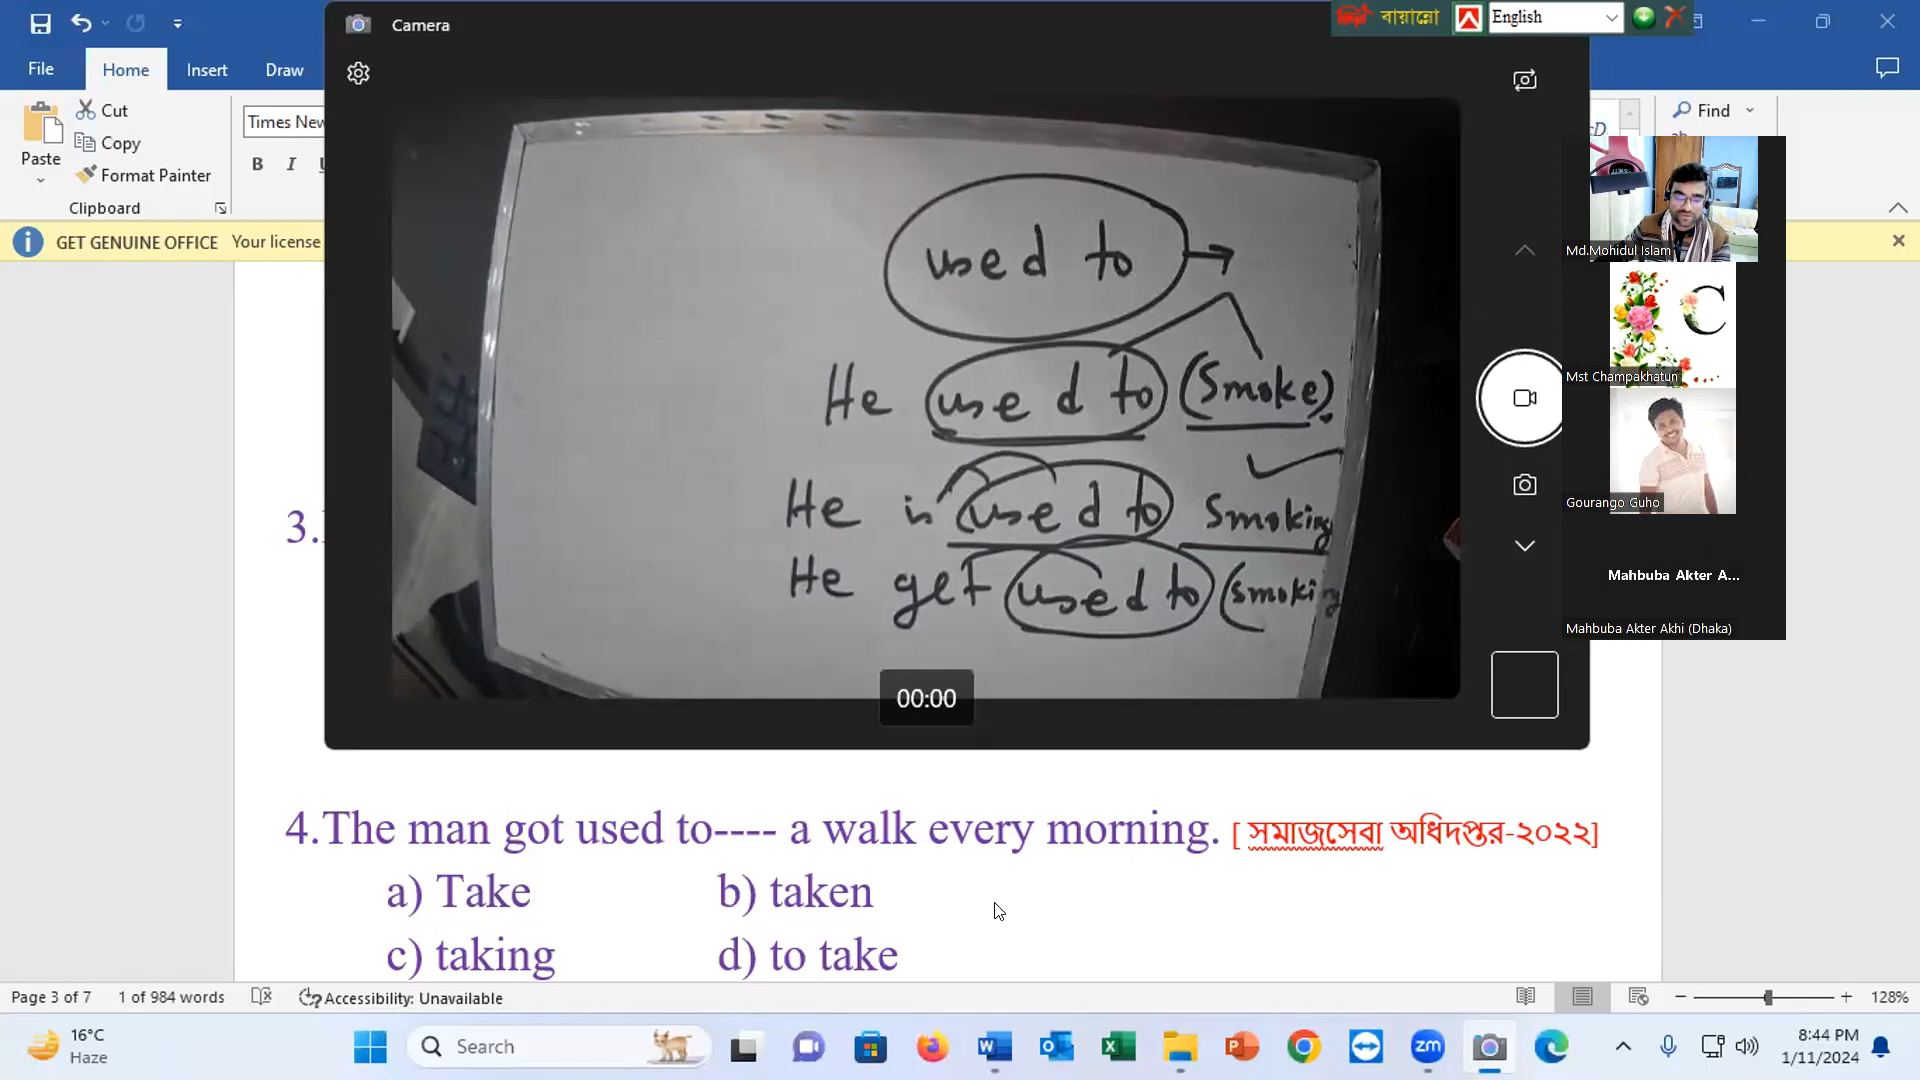 Camera
বায়ান্নো
English
File
Home
Insert
Draw
Cut
Copy
Paste
Format Painter
Clipboard
Times New
B I U
Find
GET GENUINE OFFICE Your license
used to →
He used to (Smoke).
He is used to Smoking
He get used to (Smoking
00:00
Md.Mohidul Islam
Mst Champakhatun
Gourango Guho
Mahbuba Akter A...
Mahbuba Akter Akhi (Dhaka)
3.
4.The man got used to---- a walk every morning. [ সমাজসেবা অধিদপ্তর-২০২২]
a) Take b) taken
c) taking d) to take
Page 3 of 7 1 of 984 words Accessibility: Unavailable 128%
16°C
Haze
Search
8:44 PM
1/11/2024